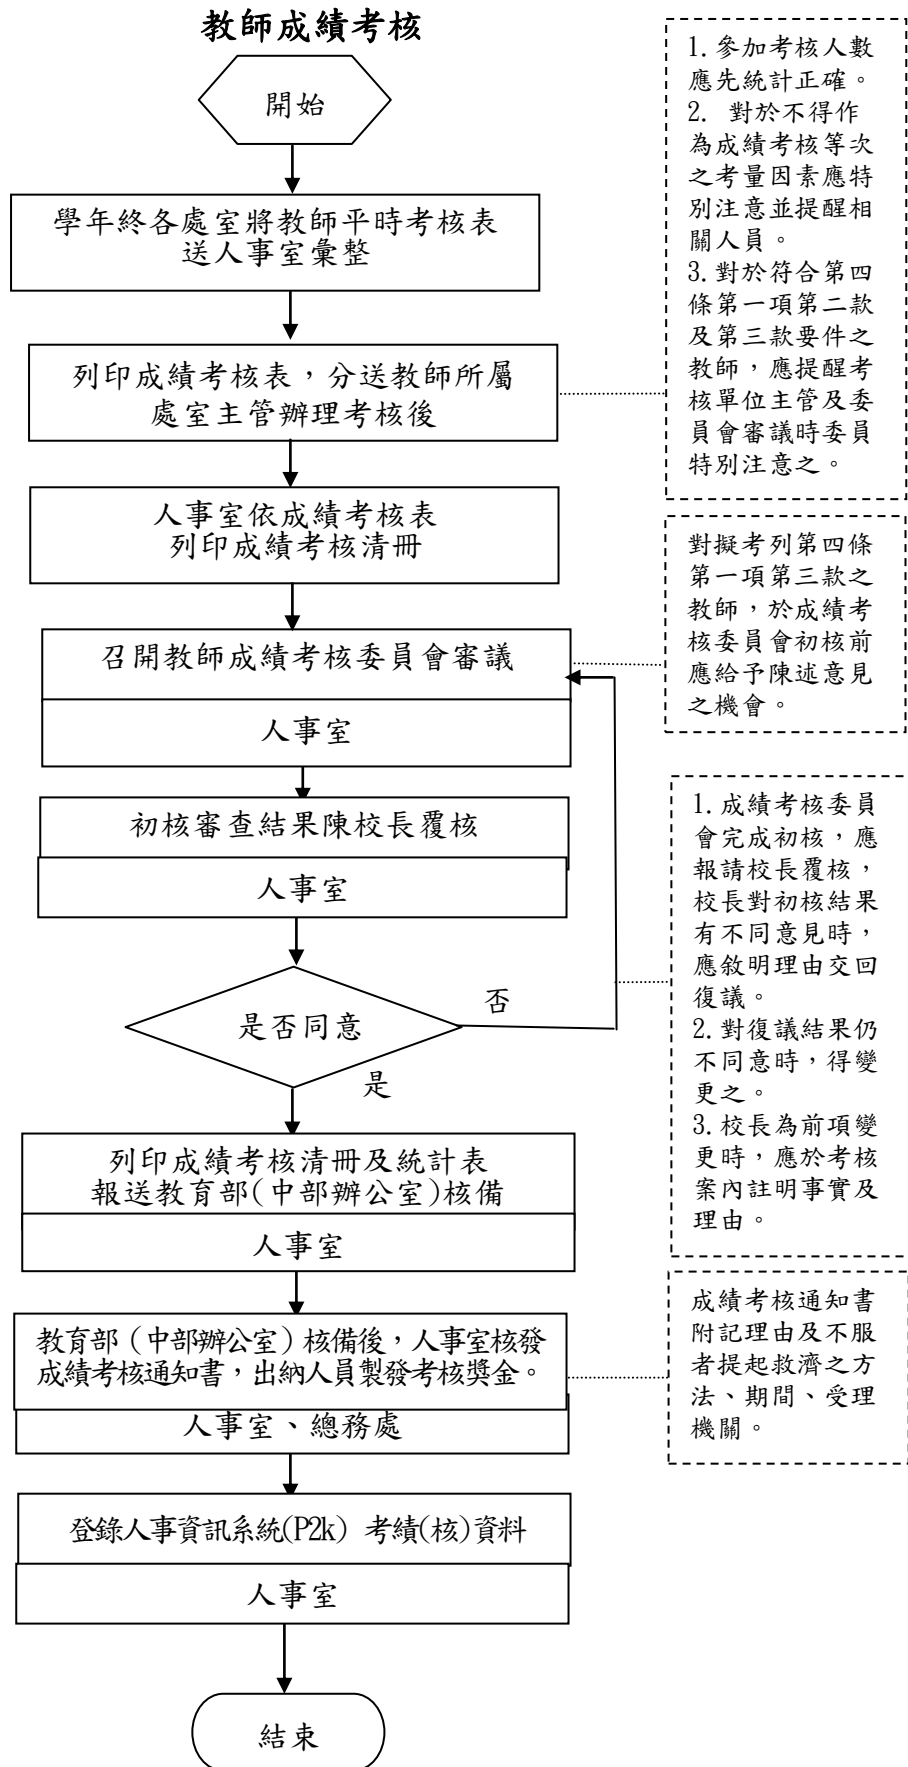 教師成績考核
開始
學年終各處室將教師平時考核表
送人事室彙整
列印成績考核表，分送教師所屬
處室主管辦理考核後
1.參加考核人數
應先統計正確。
2. 對於不得作
為成績考核等次
之考量因素應特
別注意並提醒相
關人員。
3.對於符合第四
條第一項第二款
及第三款要件之
教師，應提醒考
核單位主管及委
員會審議時委員
特別注意之。
人事室依成績考核表
列印成績考核清冊
召開教師成績考核委員會審議
人事室
對擬考列第四條
第一項第三款之
教師，於成績考
核委員會初核前
應給予陳述意見
之機會。
初核審查結果陳校長覆核
人事室
是否同意
否
是
1.成績考核委員
會完成初核，應
報請校長覆核，
校長對初核結果
有不同意見時，
應敘明理由交回
復議。
2.對復議結果仍
不同意時，得變
更之。
3.校長為前項變
更時，應於考核
案內註明事實及
理由。
列印成績考核清冊及統計表
報送教育部(中部辦公室)核備
人事室
教育部（中部辦公室）核備後，人事室核發
成績考核通知書，出納人員製發考核獎金。
人事室、總務處
成績考核通知書
附記理由及不服
者提起救濟之方
法、期間、受理
機關。
登錄人事資訊系統(P2k) 考績(核)資料
人事室
結束